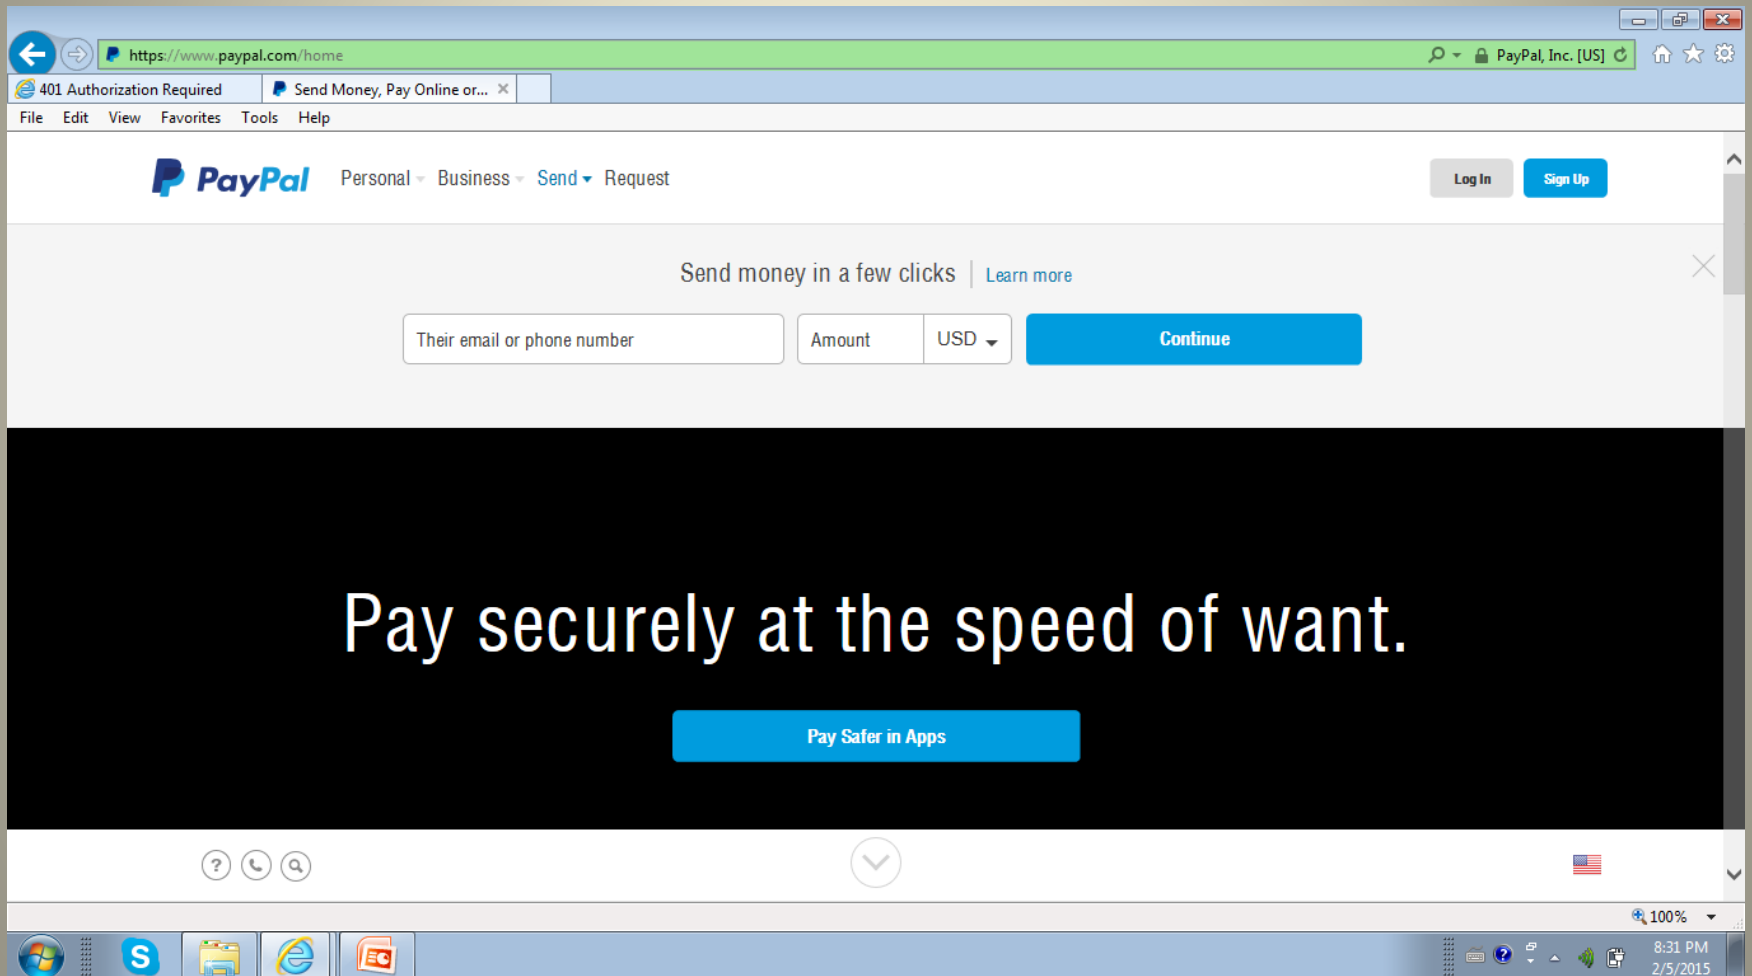 https://www.paypal.com/home
PayPal, Inc. [US]
401 Authorization Required
Send Money, Pay Online or...
File Edit View Favorites Tools Help
PayPal Personal Business Send Request
Log In
Sign Up
Send money in a few clicks | Learn more
Their email or phone number
Amount
USD
Continue
Pay securely at the speed of want.
Pay Safer in Apps
100%
8:31 PM
2/5/2015